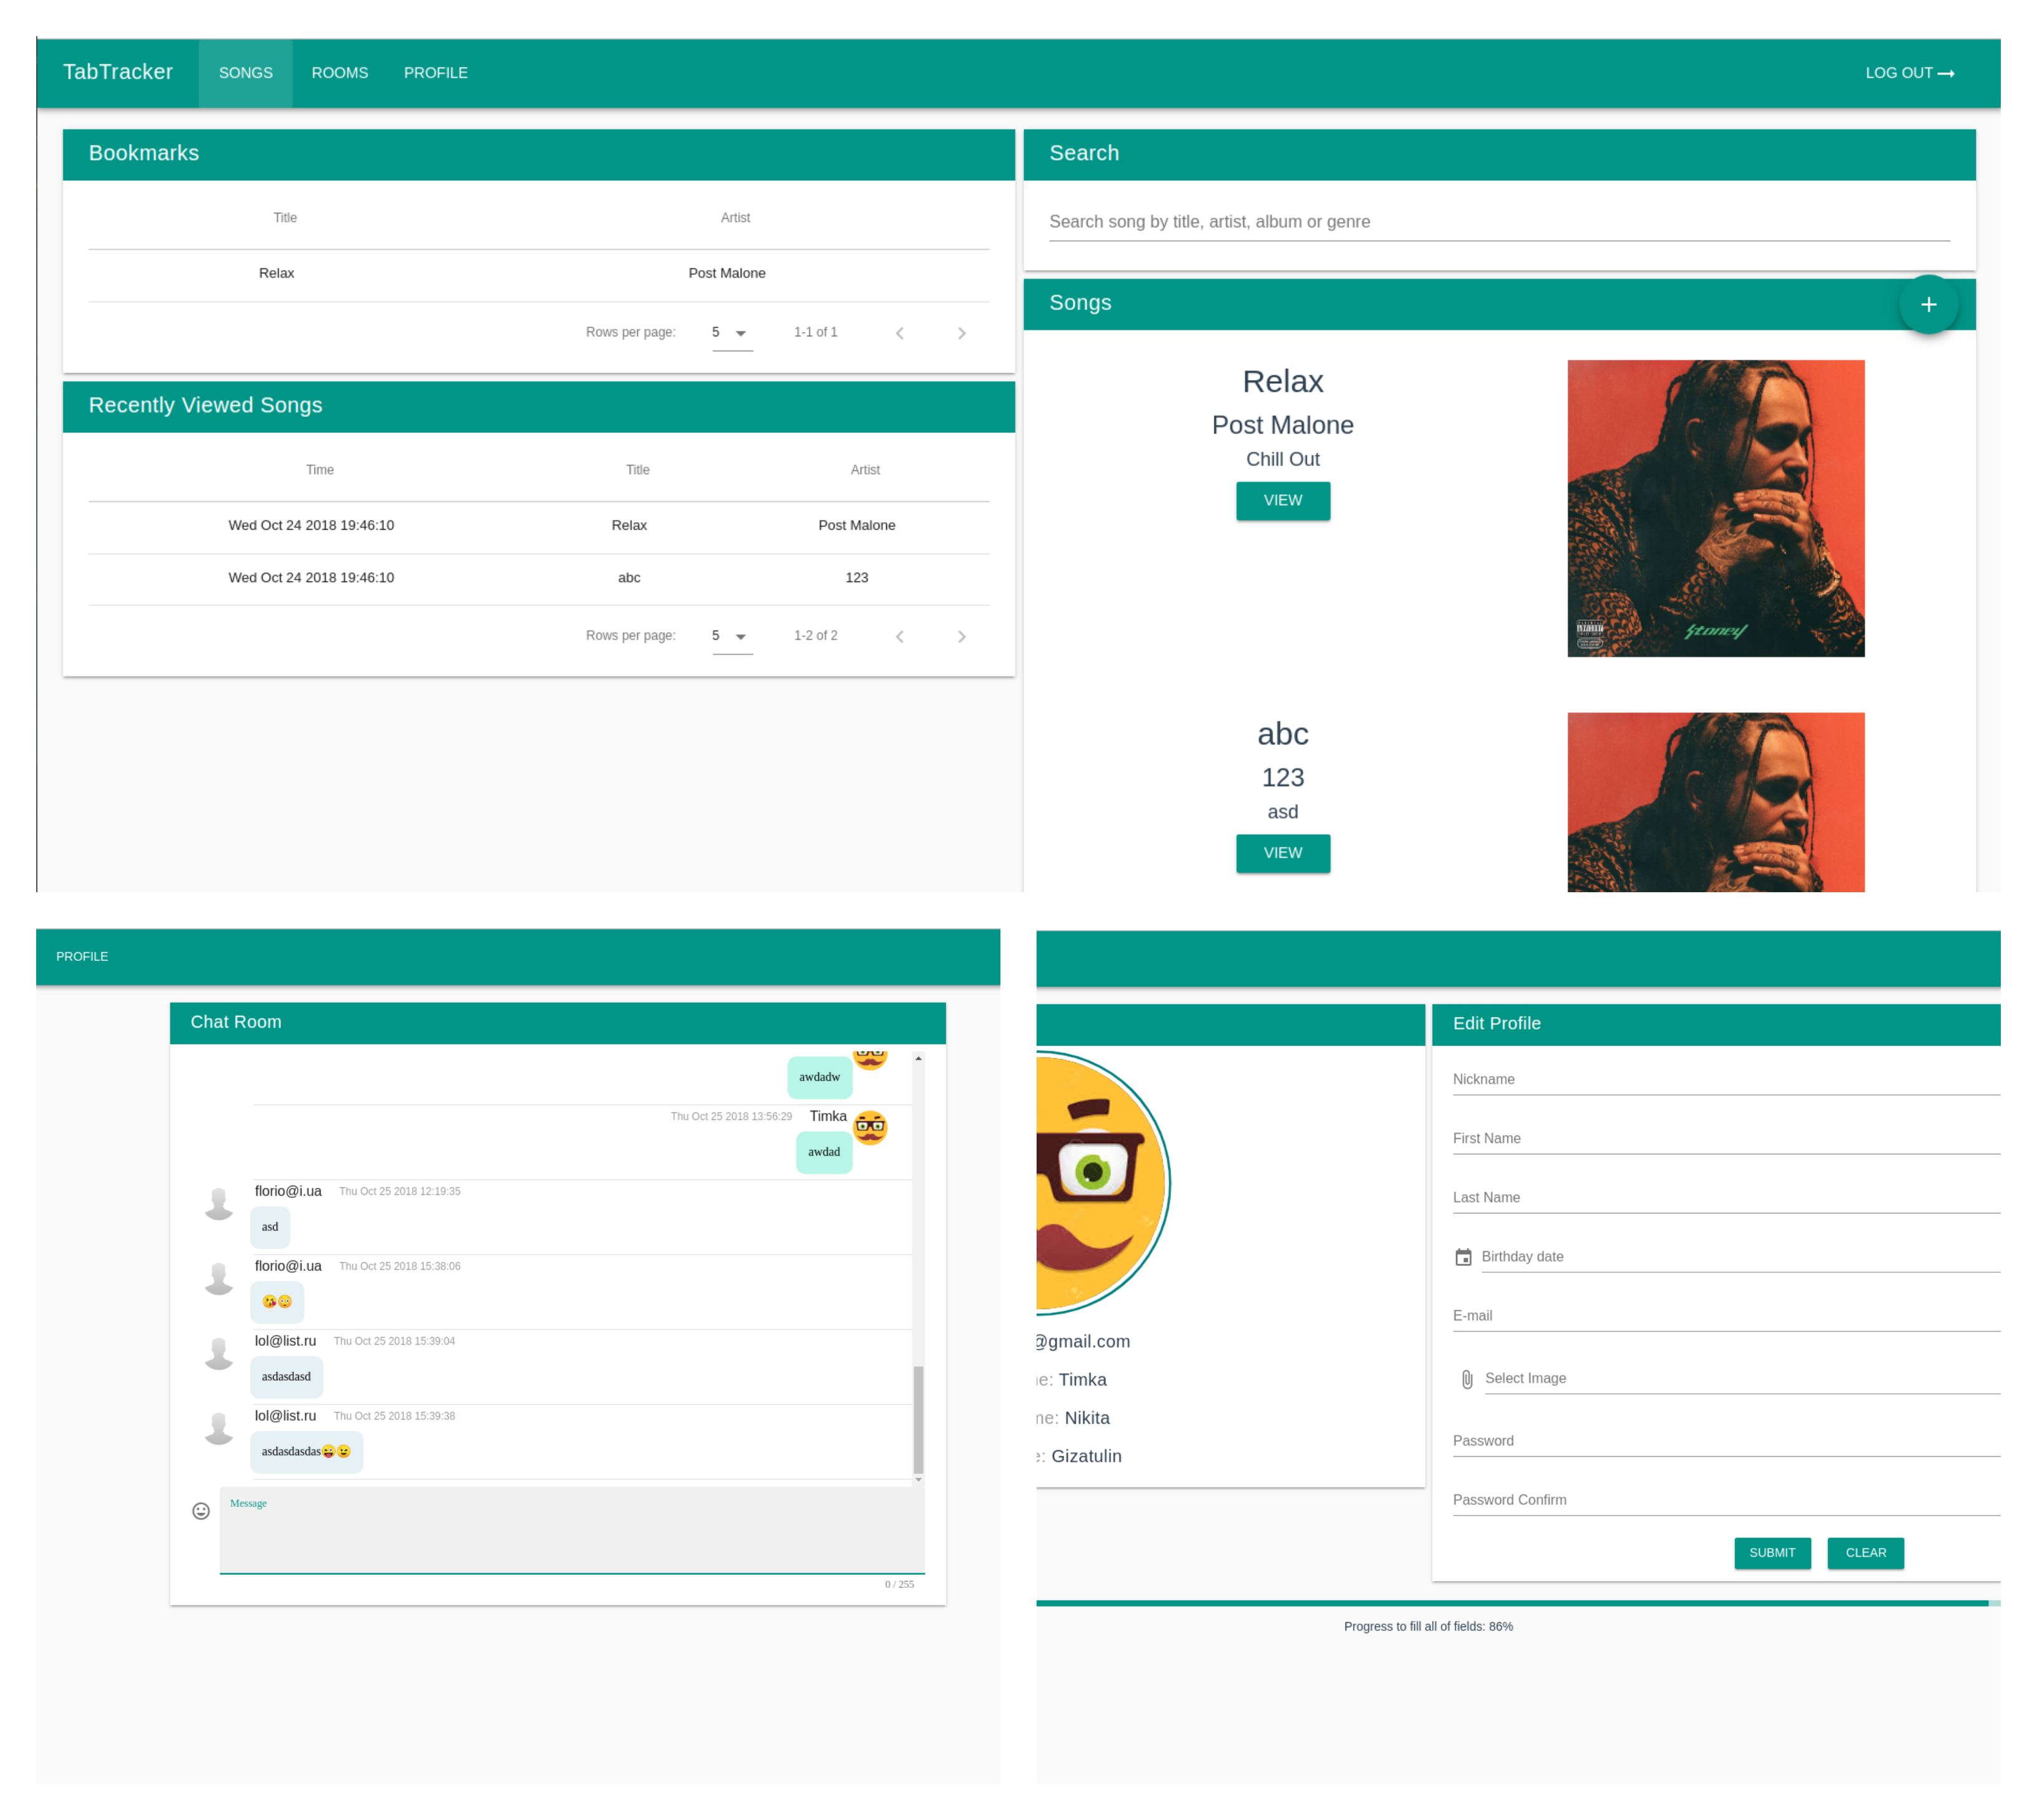 TabTracker SONGS ROOMS PROFILE LOG OUT
Bookmarks
Title Artist
Relax Post Malone
Rows per page: 5 1-1 of 1
Recently Viewed Songs
Time Title Artist
Wed Oct 24 2018 19:46:10 Relax Post Malone
Wed Oct 24 2018 19:46:10 abc 123
Rows per page: 5 1-2 of 2
Search
Search song by title, artist, album or genre
Songs
+
Relax
Post Malone
Chill Out
VIEW
Stoney
abc
123
asd
VIEW
PROFILE
Chat Room
awdadw
Thu Oct 25 2018 13:56:29 Timka
awdad
florio@i.ua Thu Oct 25 2018 12:19:35
asd
florio@i.ua Thu Oct 25 2018 15:38:06
😘😳
lol@list.ru Thu Oct 25 2018 15:39:04
asdasdasd
lol@list.ru Thu Oct 25 2018 15:39:38
asdasdasdas😜😉
Message
0 / 255
@gmail.com
e: Timka
me: Nikita
e: Gizatulin
Edit Profile
Nickname
First Name
Last Name
Birthday date
E-mail
Select Image
Password
Password Confirm
SUBMIT CLEAR
Progress to fill all of fields: 86%